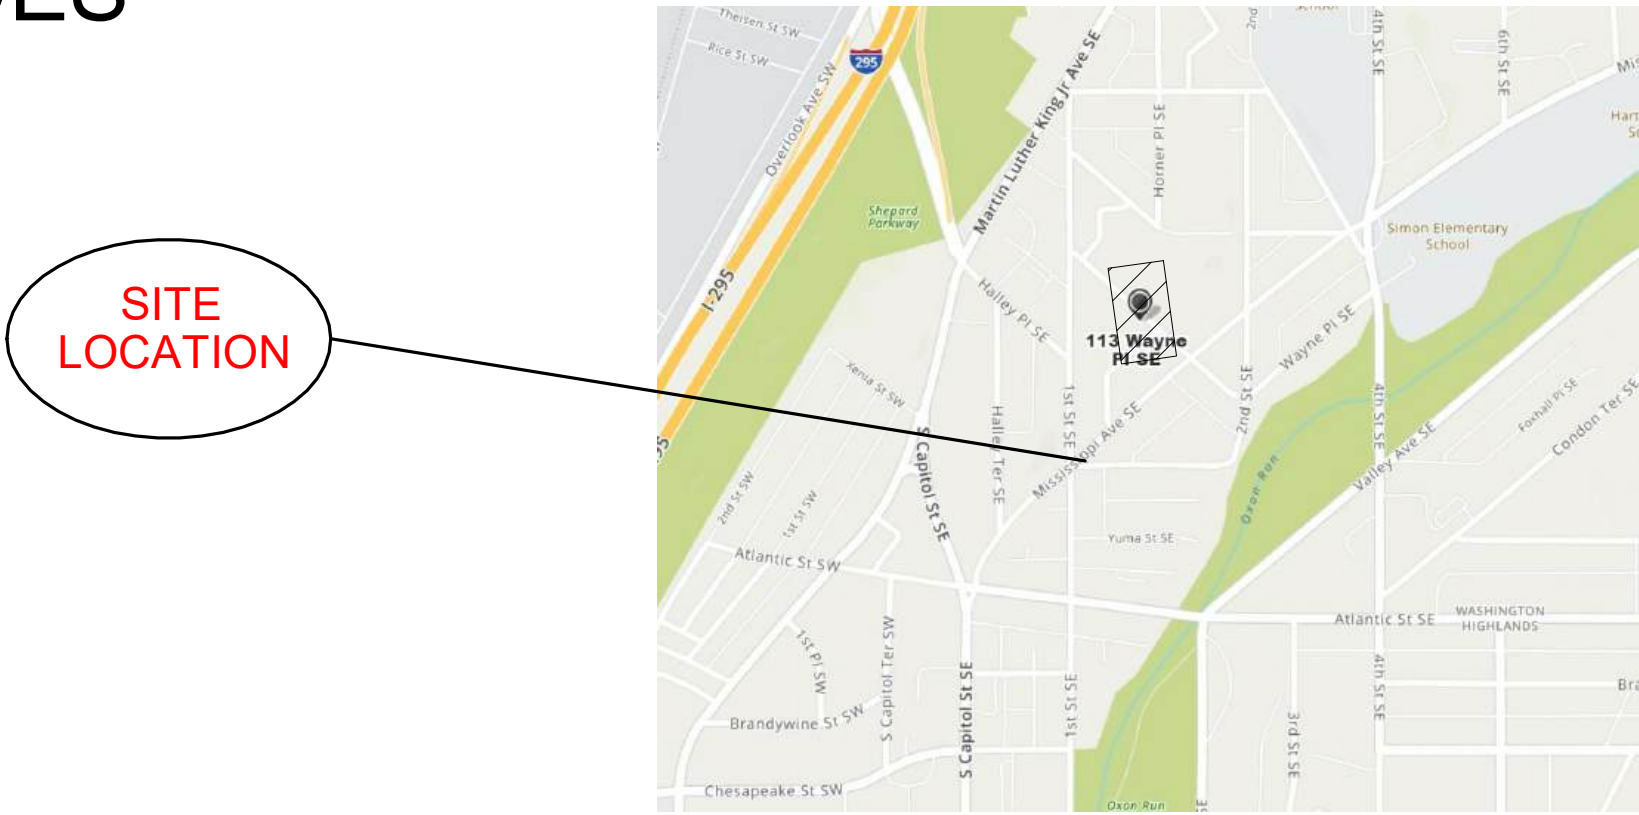 Theisen St SW
Rice St SW
Overlook Ave SW
295
Martin Luther King Jr Ave SE
2nd
4th St SE
6th St SE
Horner Pl SE
Shepard
Parkway
Simon Elementary
School
I-295
SITE
LOCATION
Halley Pl SE
113 Wayne
Pl SE
Wayne Pl SE
Xenia St SW
Halley Ter SE
1st St SE
2nd St SE
4th St SE
Foxhall Pl SE
Condon Ter SE
Mississippi Ave SE
Valley Ave SE
S Capitol St SE
2nd St SW
1st St SW
Oxon Run
Yuma St SE
Atlantic St SW
Atlantic St SE
WASHINGTON
HIGHLANDS
1st Pl SW
S Capitol Ter SW
S Capitol St SE
1st St SE
4th St SE
3rd St SE
Brandywine St SW
Chesapeake St SW
Oxon Run
SE